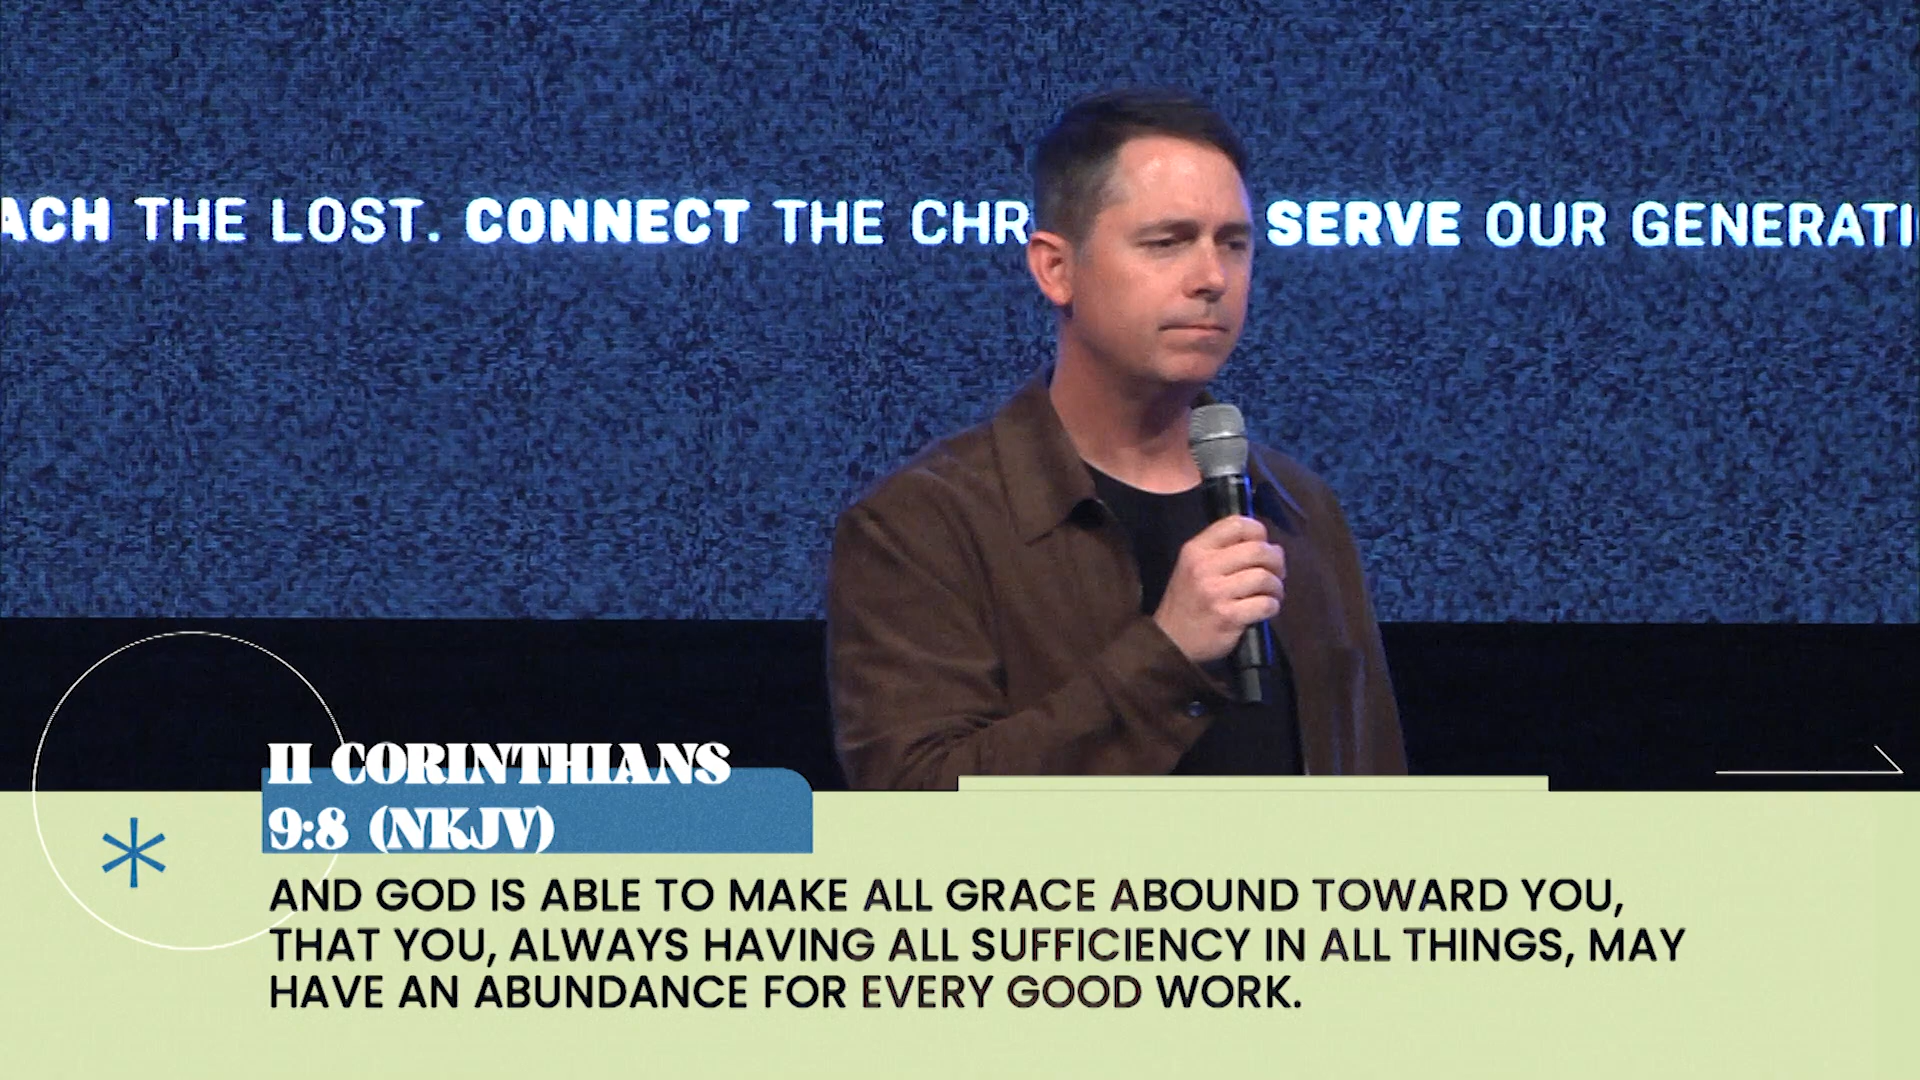 ACH THE LOST. CONNECT THE CHR SERVE OUR GENERATI
II CORINTHIANS
9:8 (NKJV)
AND GOD IS ABLE TO MAKE ALL GRACE ABOUND TOWARD YOU,
THAT YOU, ALWAYS HAVING ALL SUFFICIENCY IN ALL THINGS, MAY
HAVE AN ABUNDANCE FOR EVERY GOOD WORK.